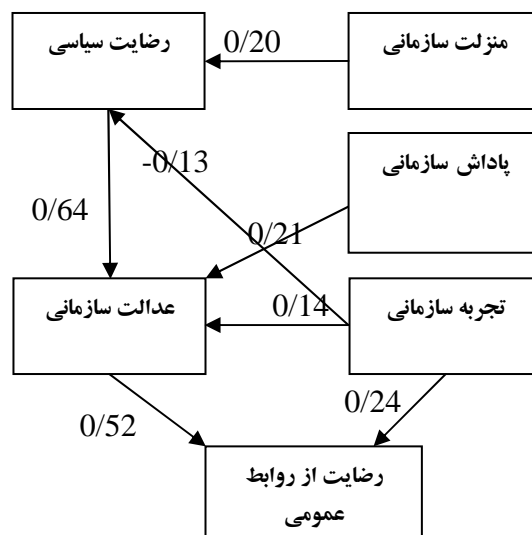 منزلت سازمانی
0/20
رضایت سیاسی
پاداش سازمانی
-0/13
0/64
0/21
تجربه سازمانی
0/14
عدالت سازمانی
0/24
0/52
رضایت از روابط
عمومی